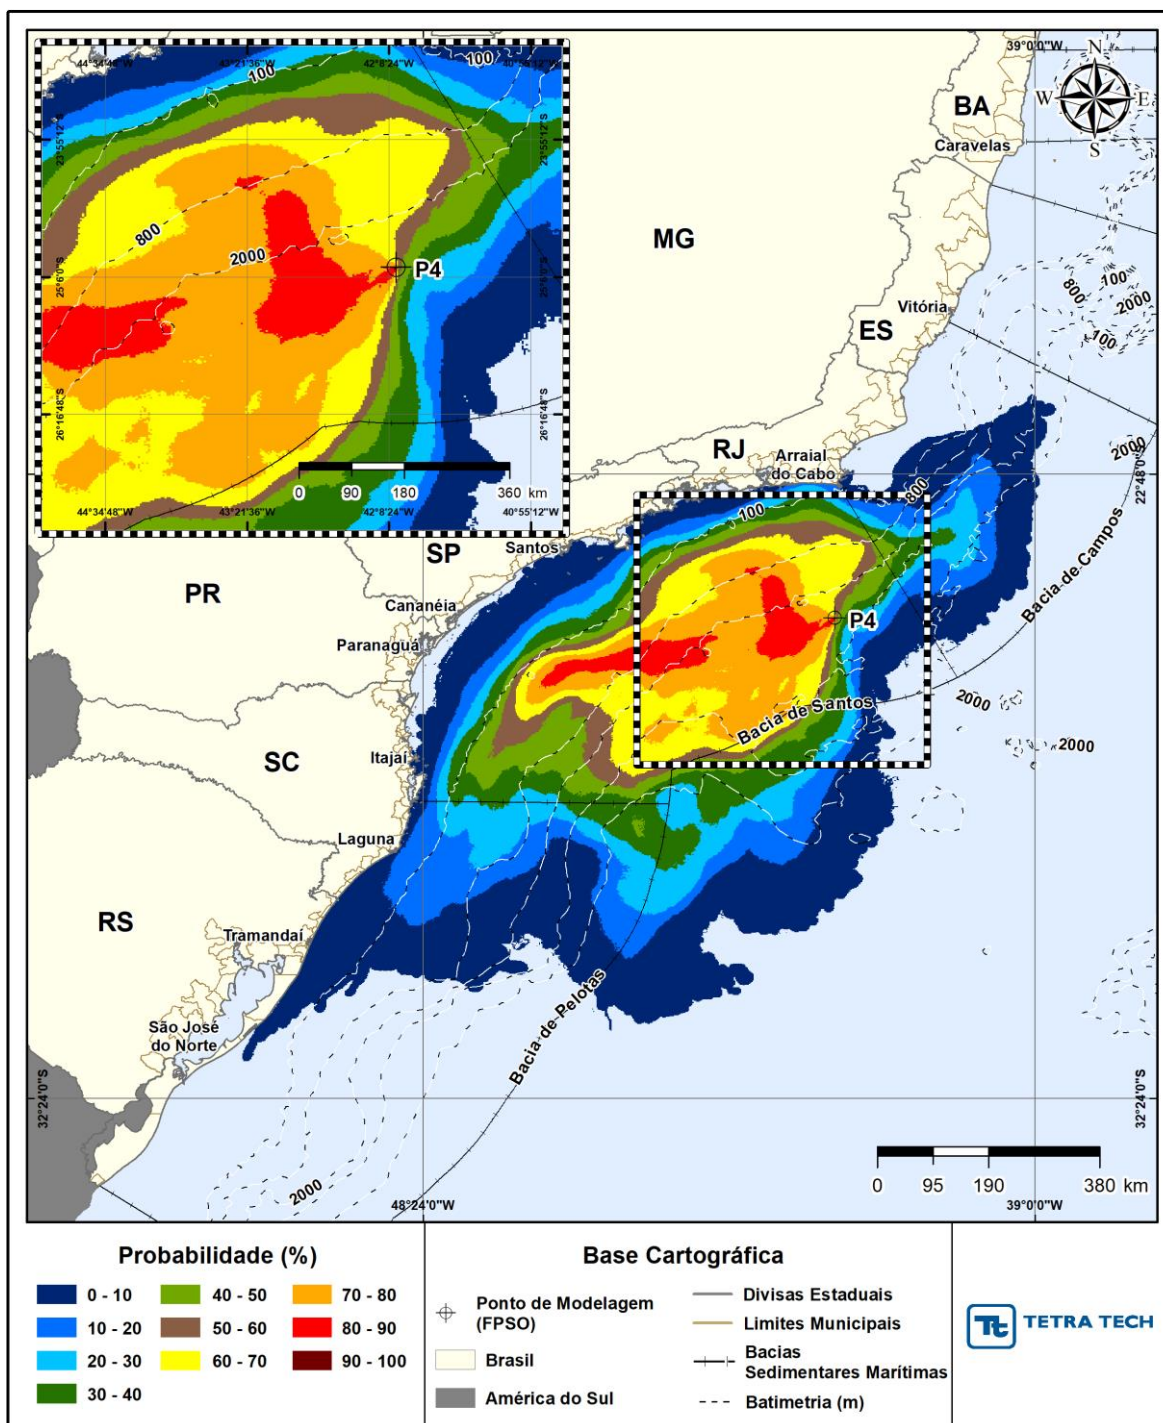 44°34'48"W
43°21'36"W
42°8'24"W
40°55'12"W
100
100
23°55'12"S
23°55'12"S
800
2000
P4
25°6'0"S
25°6'0"S
26°16'48"S
26°16'48"S
0 90 180 360 km
44°34'48"W
43°21'36"W
42°8'24"W
40°55'12"W
39°0'0"W
N
W E
S
BA
Caravelas
MG
Vitória
ES
800
100
2000
100
RJ
Arraial
do Cabo
2000
22°48'0"S
800
100
Bacia de Campos
SP
Santos
PR
Cananéia
Paranaguá
P4
Bacia de Santos
2000
2000
SC
Itajaí
Laguna
RS
Tramandaí
Bacia de Pelotas
São José
do Norte
32°24'0"S
32°24'0"S
2000
48°24'0"W
39°0'0"W
0 95 190 380 km
Probabilidade (%)
0 - 10
40 - 50
70 - 80
10 - 20
50 - 60
80 - 90
20 - 30
60 - 70
90 - 100
30 - 40
Base Cartográfica
Ponto de Modelagem
(FPSO)
Brasil
América do Sul
Divisas Estaduais
Limites Municipais
Bacias
Sedimentares Marítimas
Batimetria (m)
Tt
TETRA TECH